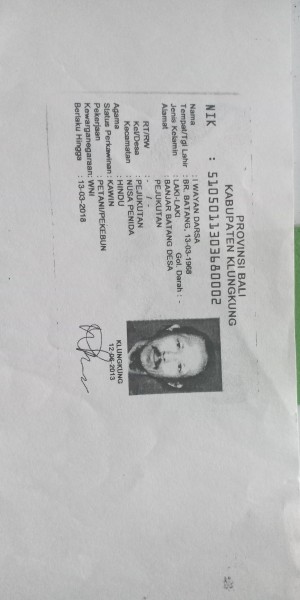 PROVINSI BALI
KABUPATEN KLUNGKUNG
NIK : 5105011303680002
Nama : I WAYAN DARSA
Tempat/Tgl Lahir : BR. BATANG, 13-03-1968
Jenis Kelamin : LAKI-LAKI Gol. Darah : -
Alamat : BANJAR BATANG DESA
PEJUKUTAN
RT/RW : - / -
Kel/Desa : PEJUKUTAN
Kecamatan : NUSA PENIDA
Agama : HINDU
Status Perkawinan : KAWIN
Pekerjaan : PETANI/PEKEBUN
Kewarganegaraan: WNI
Berlaku Hingga : 13-03-2018
KLUNGKUNG
12-06-2013